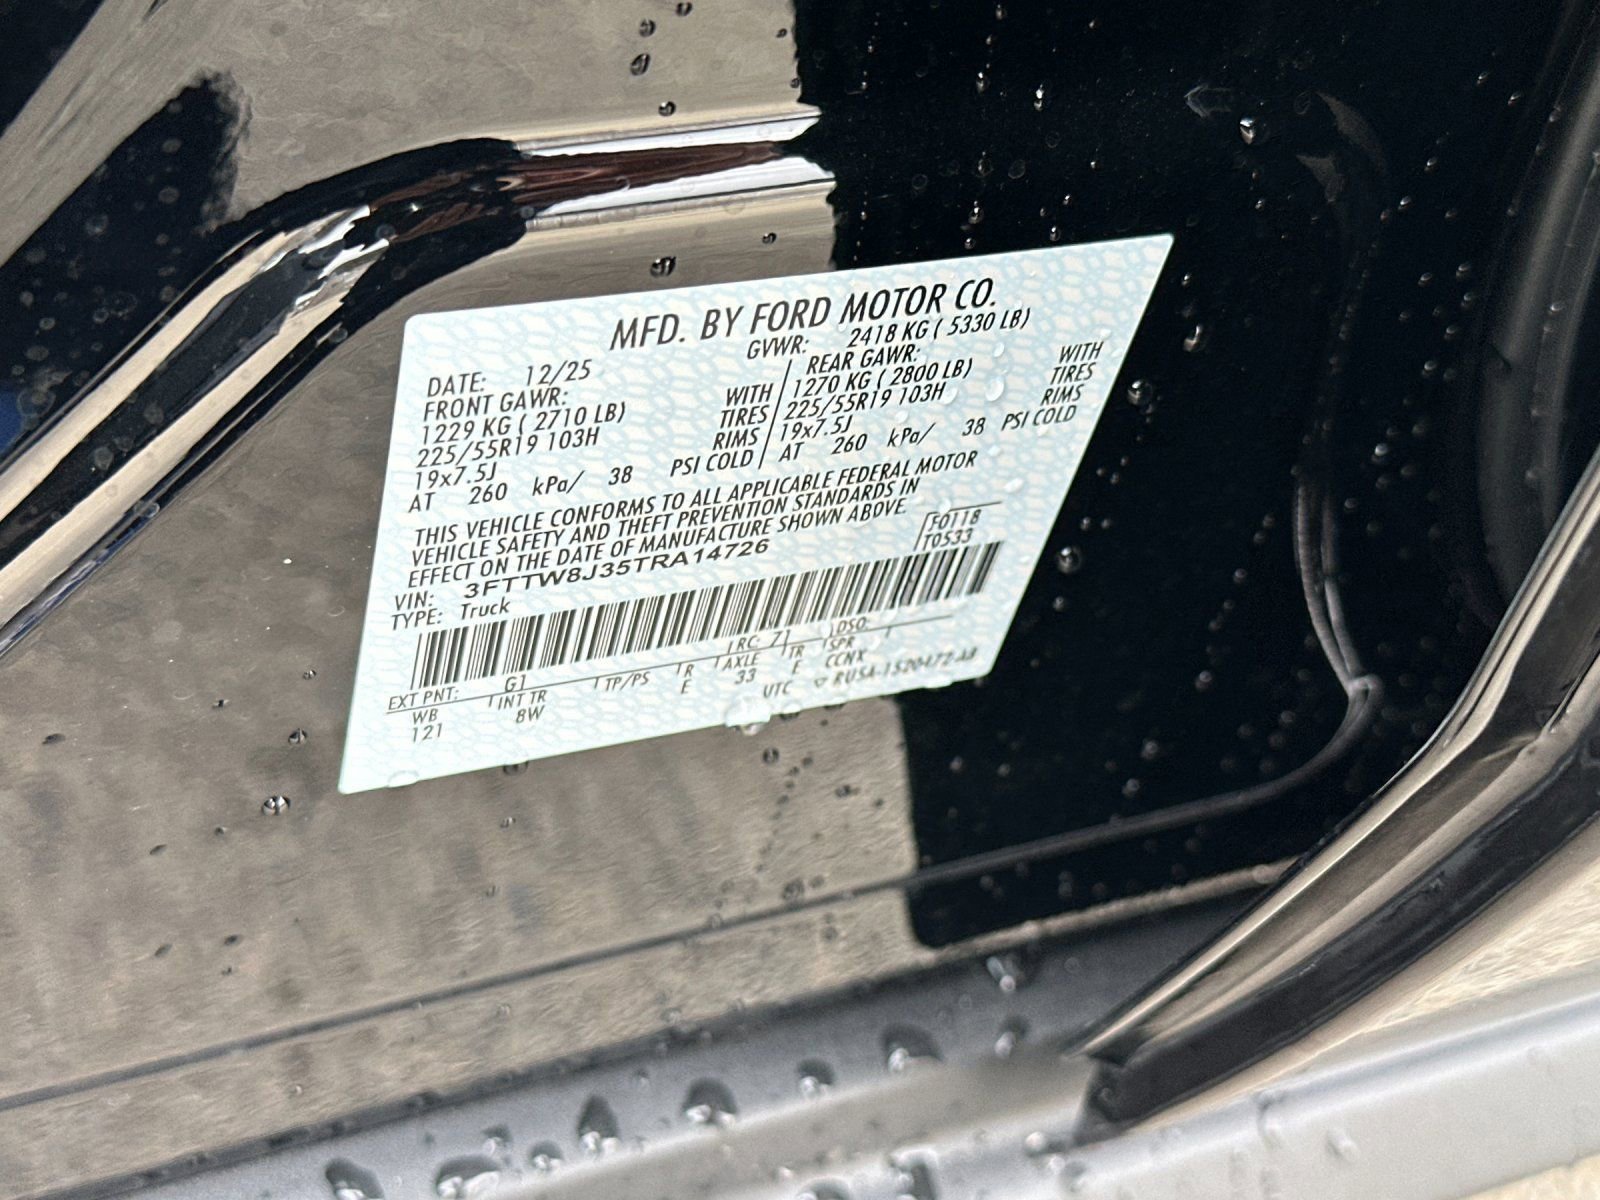 MFD. BY FORD MOTOR CO.
DATE: 12/25 GVWR: 2418 KG ( 5330 LB)
FRONT GAWR: REAR GAWR:
1229 KG ( 2710 LB) WITH 1270 KG ( 2800 LB) WITH
225/55R19 103H TIRES 225/55R19 103H TIRES
19x7.5J RIMS 19x7.5J RIMS
AT 260 kPa/ 38 PSI COLD AT 260 kPa/ 38 PSI COLD
THIS VEHICLE CONFORMS TO ALL APPLICABLE FEDERAL MOTOR
VEHICLE SAFETY AND THEFT PREVENTION STANDARDS IN
EFFECT ON THE DATE OF MANUFACTURE SHOWN ABOVE.
VIN: 3FTTW8J35TRA14726 F0118
TYPE: Truck T0533
EXT PNT: G1 RC: 71 DSO:
WB INT TR TP/PS R AXLE TR SPR
121 8W E 33 E CCNX
UTC